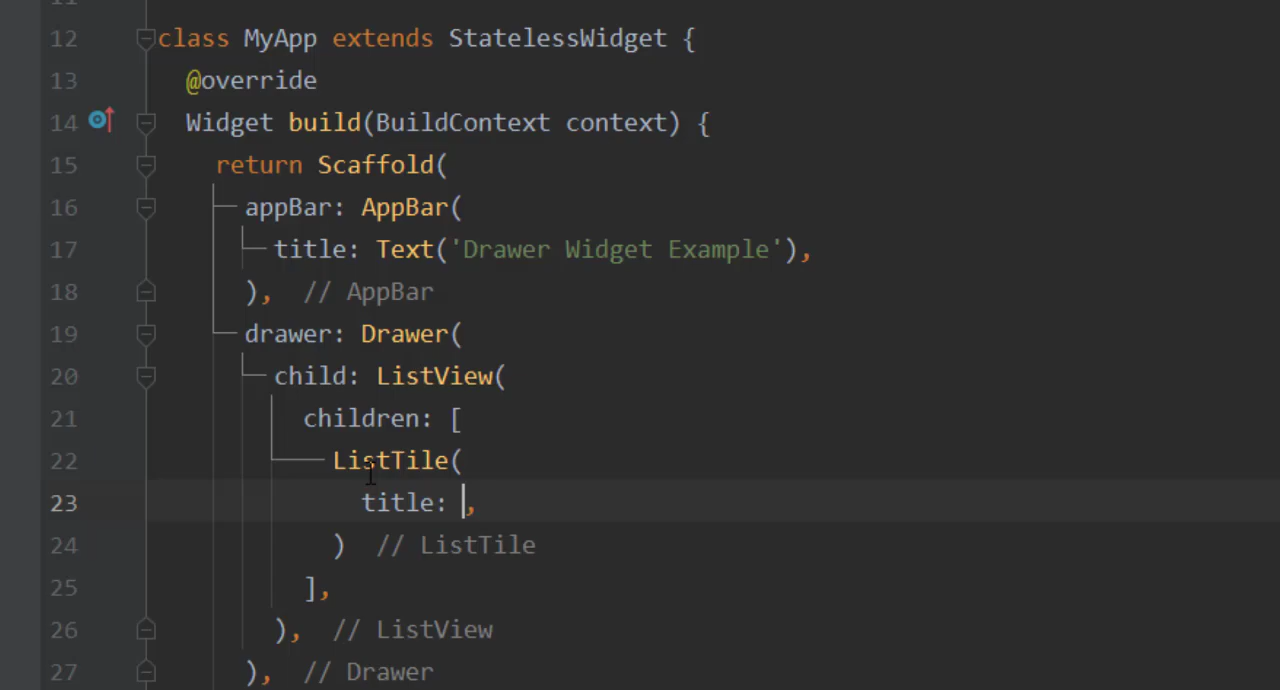 11
12 class MyApp extends StatelessWidget {
13 @override
14 Widget build(BuildContext context) {
15 return Scaffold(
16 appBar: AppBar(
17 title: Text('Drawer Widget Example'),
18 ), // AppBar
19 drawer: Drawer(
20 child: ListView(
21 children: [
22 ListTile(
23 title: ,
24 ) // ListTile
25 ],
26 ), // ListView
27 ), // Drawer